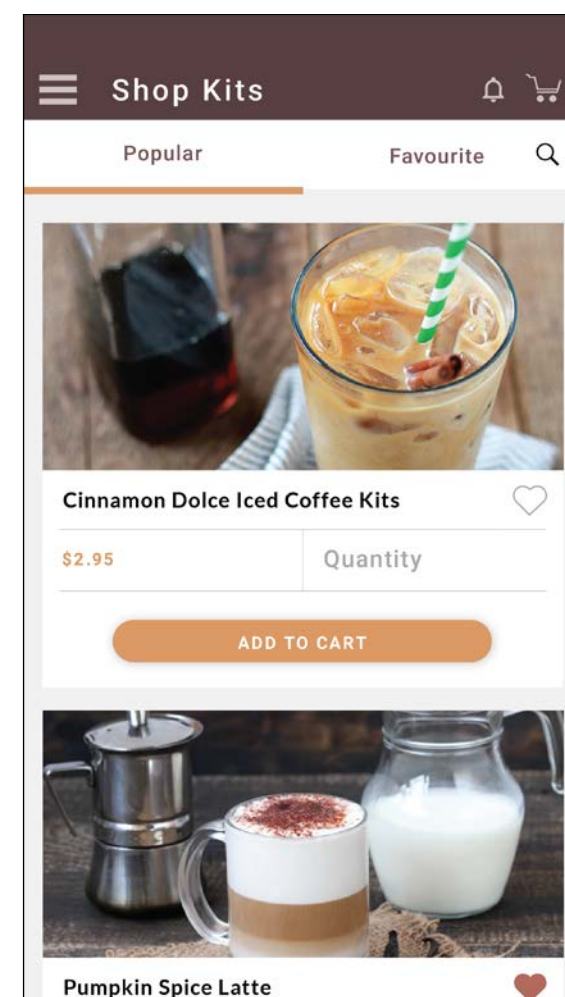 Shop Kits
Popular
Favourite
Cinnamon Dolce Iced Coffee Kits
$2.95
Quantity
ADD TO CART
Pumpkin Spice Latte